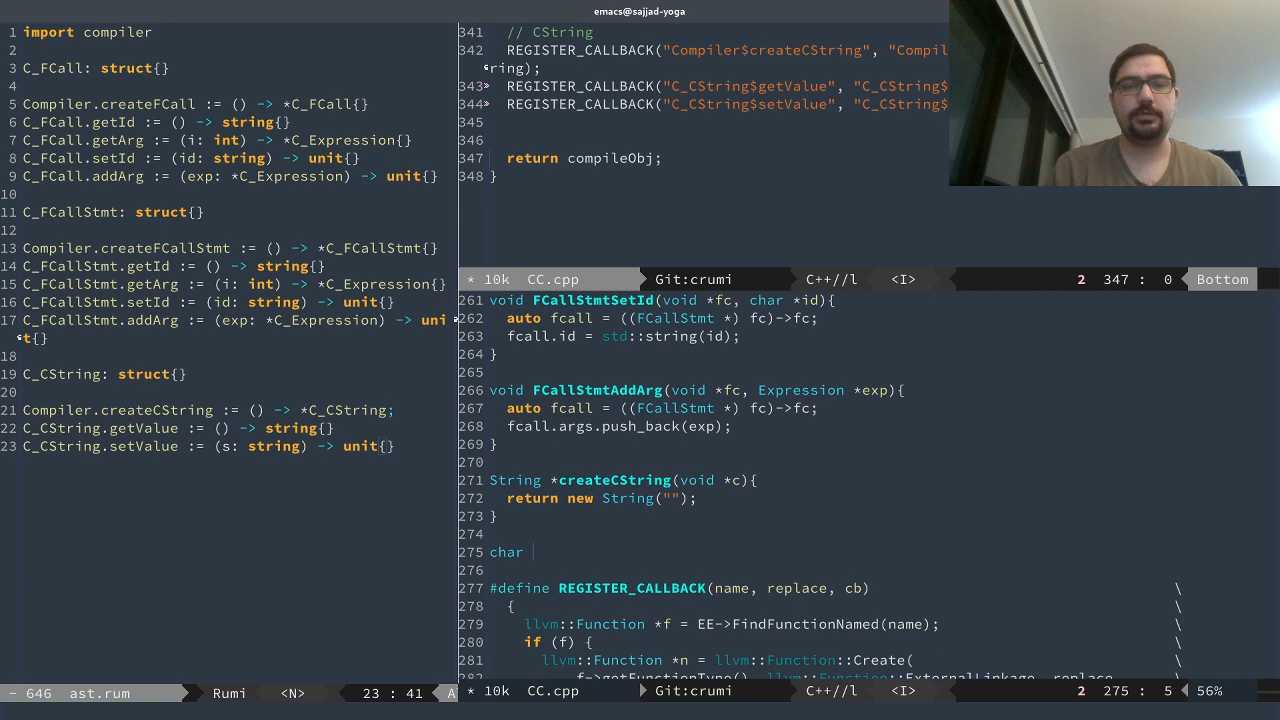 emacs@sajjad-yoga
1 import compiler
2
3 C_FCall: struct{}
4
5 Compiler.createFCall := () -> *C_FCall{}
6 C_FCall.getId := () -> string{}
7 C_FCall.getArg := (i: int) -> *C_Expression{}
8 C_FCall.setId := (id: string) -> unit{}
9 C_FCall.addArg := (exp: *C_Expression) -> unit{}
10
11 C_FCallStmt: struct{}
12
13 Compiler.createFCallStmt := () -> *C_FCallStmt{}
14 C_FCallStmt.getId := () -> string{}
15 C_FCallStmt.getArg := (i: int) -> *C_Expression{}
16 C_FCallStmt.setId := (id: string) -> unit{}
17 C_FCallStmt.addArg := (exp: *C_Expression) -> uni
t{}
18
19 C_CString: struct{}
20
21 Compiler.createCString := () -> *C_CString;
22 C_CString.getValue := () -> string{}
23 C_CString.setValue := (s: string) -> unit{}
- 646 ast.rum Rumi <N> 23 : 41 A
341 // CString
342 REGISTER_CALLBACK("Compiler$createCString", "Compil
ring);
343» REGISTER_CALLBACK("C_CString$getValue", "C_CString$
344» REGISTER_CALLBACK("C_CString$setValue", "C_CString$
345
346
347 return compileObj;
348 }
* 10k CC.cpp Git:crumi C++//l <I> 2 347 : 0 Bottom
261 void FCallStmtSetId(void *fc, char *id){
262 auto fcall = ((FCallStmt *) fc)->fc;
263 fcall.id = std::string(id);
264 }
265
266 void FCallStmtAddArg(void *fc, Expression *exp){
267 auto fcall = ((FCallStmt *) fc)->fc;
268 fcall.args.push_back(exp);
269 }
270
271 String *createCString(void *c){
272 return new String("");
273 }
274
275 char
276
277 #define REGISTER_CALLBACK(name, replace, cb) \
278 { \
279 llvm::Function *f = EE->FindFunctionNamed(name); \
280 if (f) { \
281 llvm::Function *n = llvm::Function::Create( \
282 f->getFunctionType(), llvm::Function::ExternalLinkage, replace,
* 10k CC.cpp Git:crumi C++//l <I> 2 275 : 5 56%